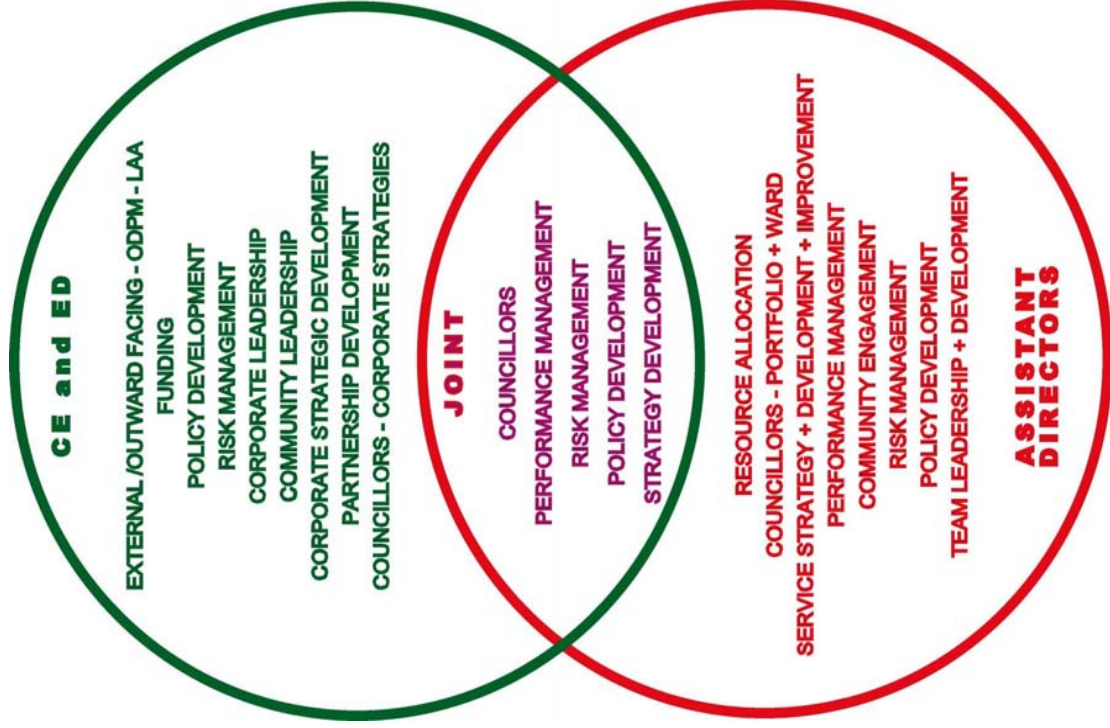 CE and ED
EXTERNAL /OUTWARD FACING - ODPM - LAA
FUNDING
POLICY DEVELOPMENT
RISK MANAGEMENT
CORPORATE LEADERSHIP
COMMUNITY LEADERSHIP
CORPORATE STRATEGIC DEVELOPMENT
PARTNERSHIP DEVELOPMENT
COUNCILLORS - CORPORATE STRATEGIES
JOINT
COUNCILLORS
PERFORMANCE MANAGEMENT
RISK MANAGEMENT
POLICY DEVELOPMENT
STRATEGY DEVELOPMENT
RESOURCE ALLOCATION
COUNCILLORS - PORTFOLIO + WARD
SERVICE STRATEGY + DEVELOPMENT + IMPROVEMENT
PERFORMANCE MANAGEMENT
COMMUNITY ENGAGEMENT
RISK MANAGEMENT
POLICY DEVELOPMENT
TEAM LEADERSHIP + DEVELOPMENT
ASSISTANT
DIRECTORS